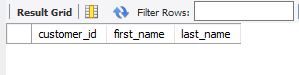 Result Grid Filter Rows:
customer_id first_name last_name